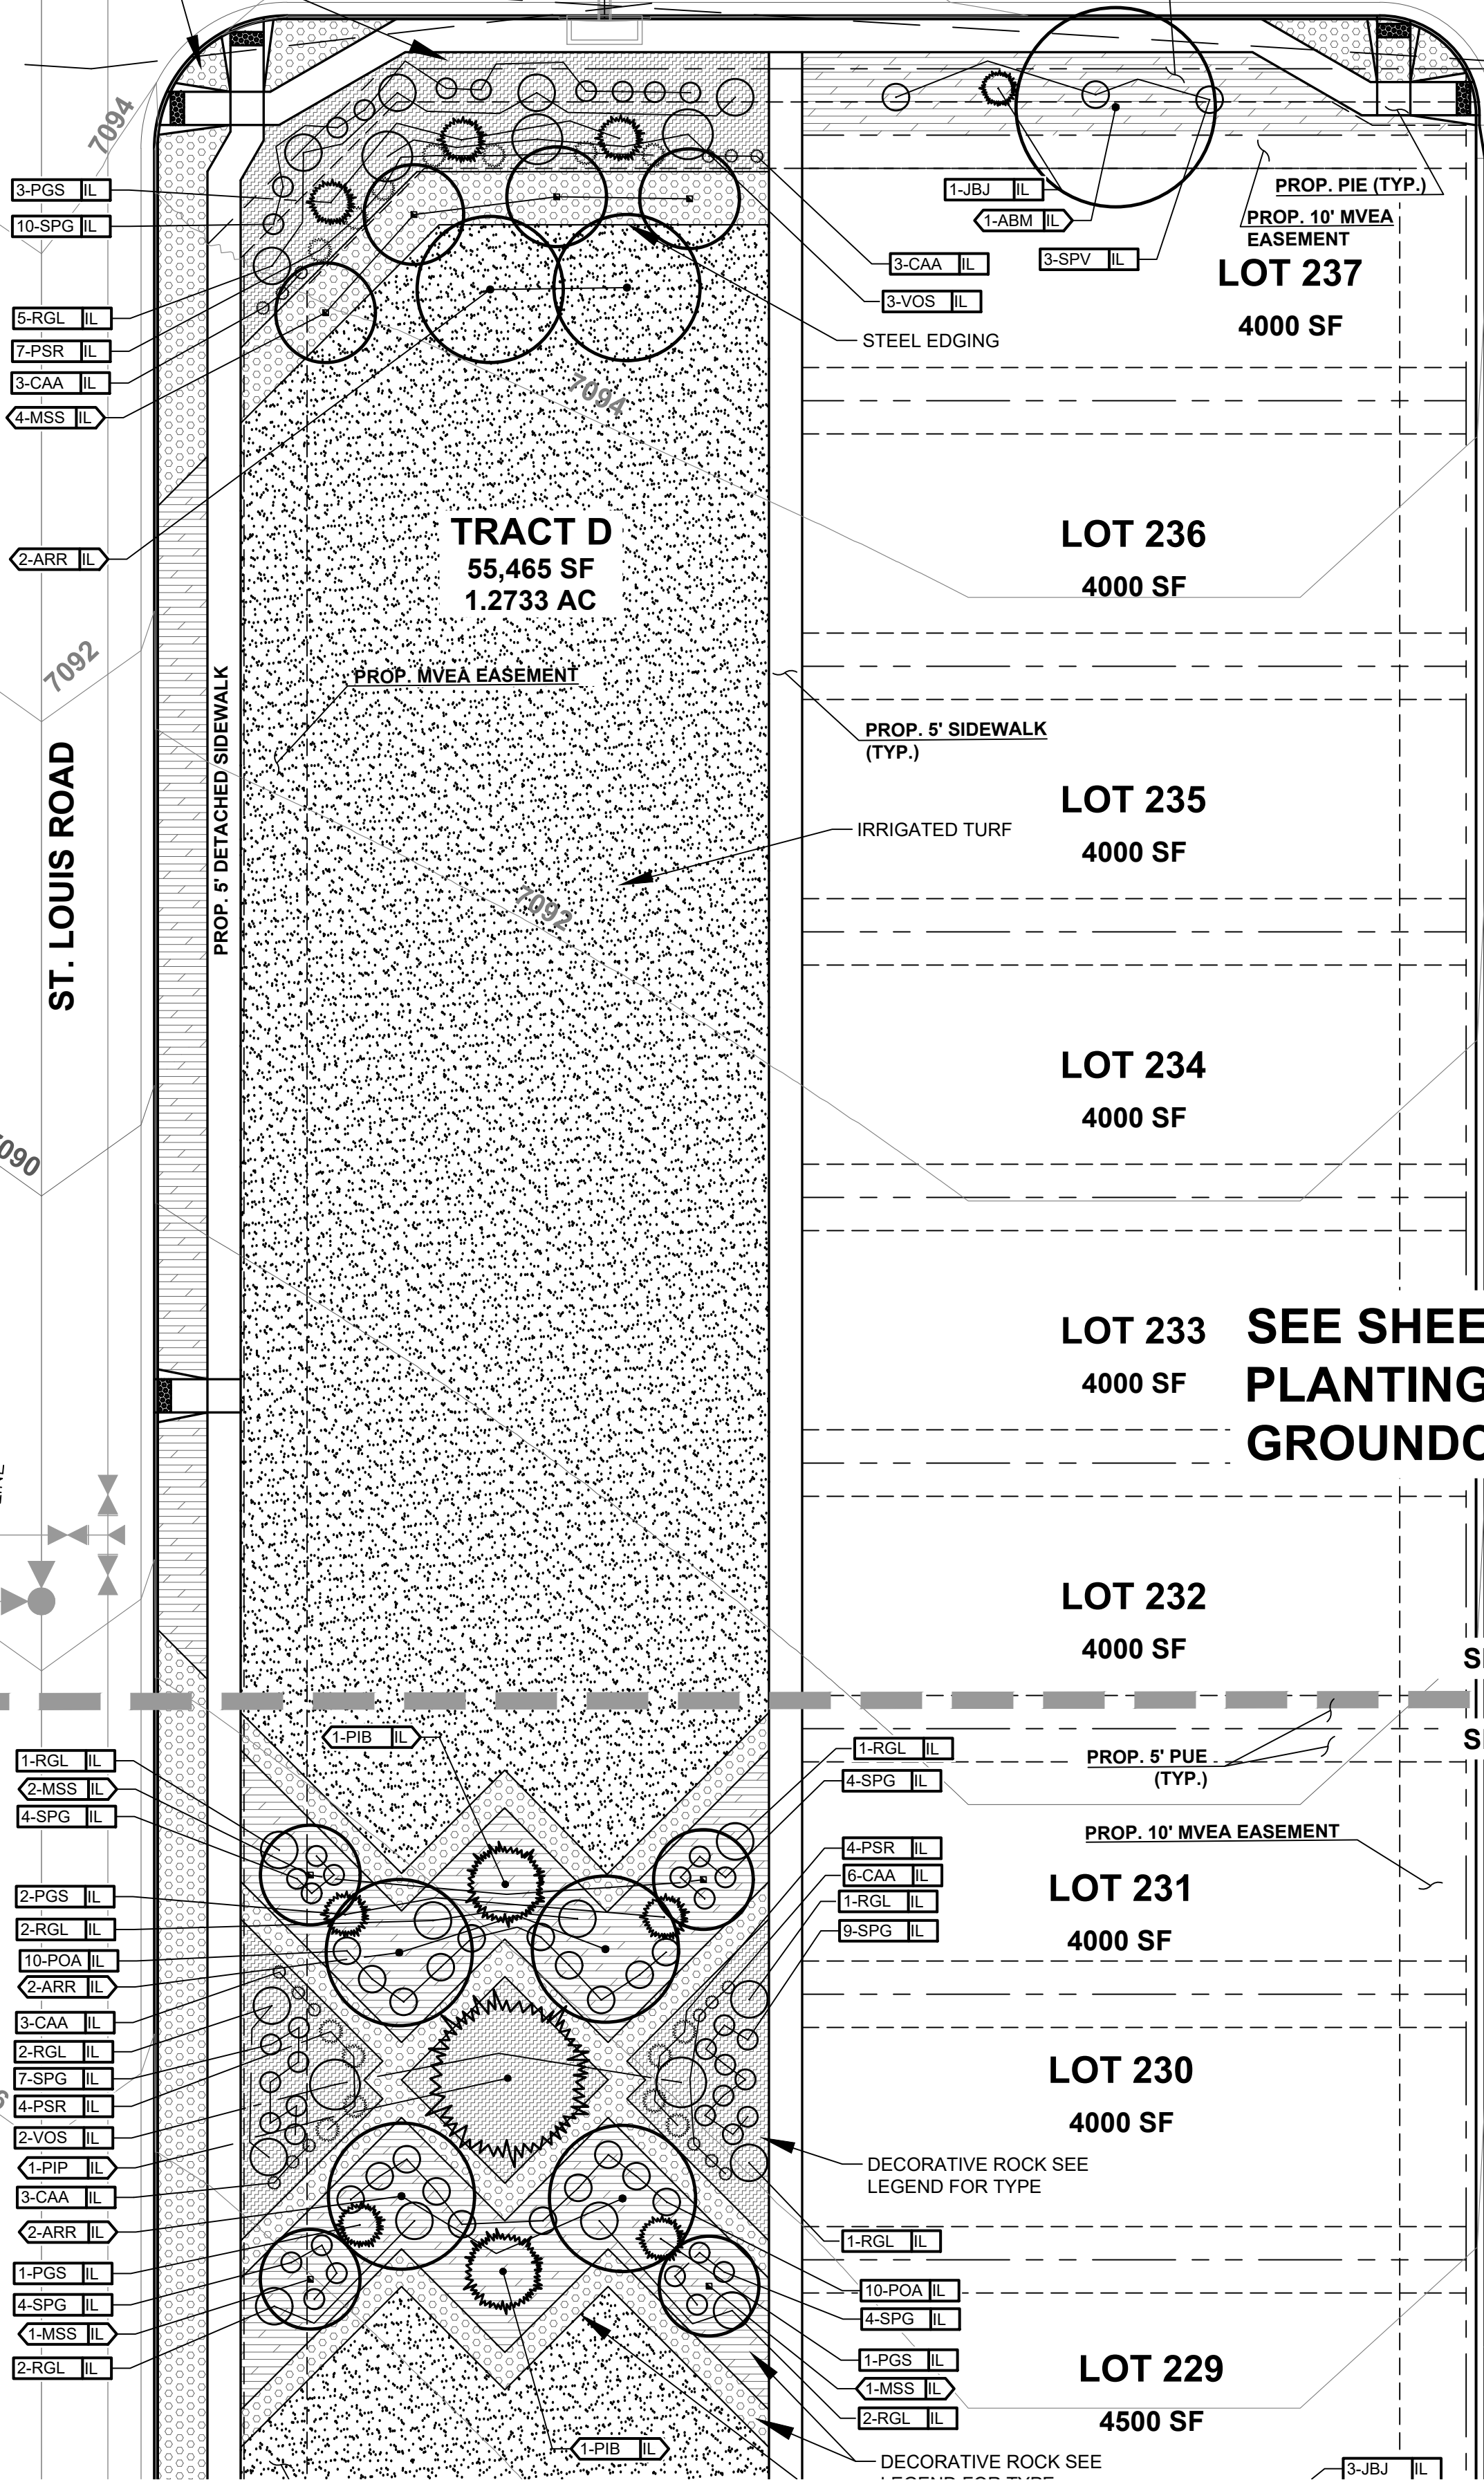 7094
3-PGS IL
10-SPG IL
5-RGL IL
7-PSR IL
3-CAA IL
4-MSS IL
2-ARR IL
1-JBJ IL
1-ABM IL
3-SPV IL
3-CAA IL
3-VOS IL
STEEL EDGING
PROP. PIE (TYP.)
PROP. 10' MVEA
EASEMENT
LOT 237
4000 SF
7094
TRACT D
55,465 SF
1.2733 AC
LOT 236
4000 SF
7092
PROP. MVEA EASEMENT
PROP. 5' DETACHED SIDEWALK
ST. LOUIS ROAD
PROP. 5' SIDEWALK
(TYP.)
LOT 235
4000 SF
IRRIGATED TURF
7092
LOT 234
4000 SF
090
LOT 233
4000 SF
SEE SHEE
PLANTING
GROUNDC
LOT 232
4000 SF
1-PIB IL
1-RGL IL
2-MSS IL
4-SPG IL
2-PGS IL
2-RGL IL
10-POA IL
2-ARR IL
3-CAA IL
2-RGL IL
7-SPG IL
4-PSR IL
2-VOS IL
1-PIP IL
3-CAA IL
2-ARR IL
1-PGS IL
4-SPG IL
1-MSS IL
2-RGL IL
1-RGL IL
4-SPG IL
4-PSR IL
6-CAA IL
1-RGL IL
9-SPG IL
PROP. 5' PUE
(TYP.)
PROP. 10' MVEA EASEMENT
LOT 231
4000 SF
LOT 230
4000 SF
DECORATIVE ROCK SEE
LEGEND FOR TYPE
1-RGL IL
10-POA IL
4-SPG IL
1-PGS IL
1-MSS IL
2-RGL IL
LOT 229
4500 SF
1-PIB IL
DECORATIVE ROCK SEE
LEGEND FOR TYPE
3-JBJ IL